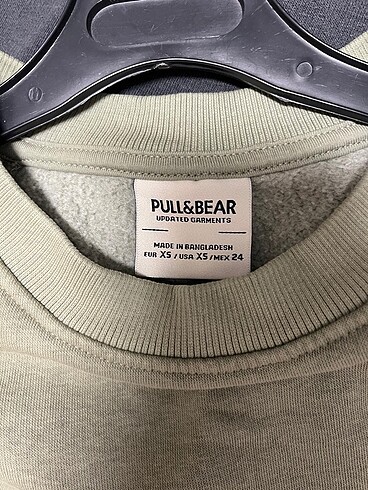 PULL&BEAR
UPDATED GARMENTS
MADE IN BANGLADESH
EUR XS / USA XS / MEX 24